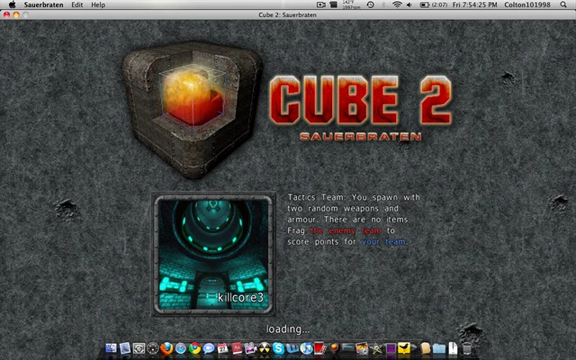 Sauerbraten Edit Help (2:07) Fri 7:54:25 PM Colton101998
Cube 2: Sauerbraten
CUBE 2
SAUERBRATEN
Tactics Team: You spawn with
two random weapons and
armour. There are no items.
Frag the enemy team to
score points for your team.
killcore3
loading...